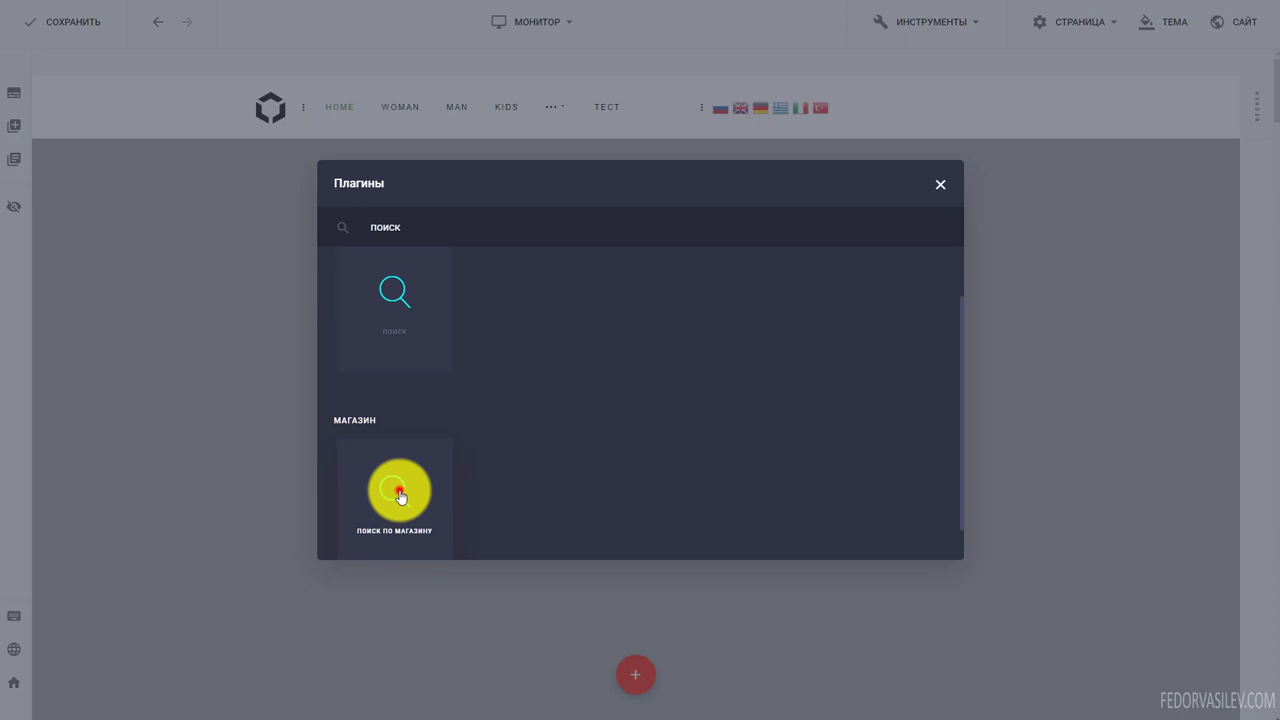 СОХРАНИТЬ
МОНИТОР
ИНСТРУМЕНТЫ
СТРАНИЦА
ТЕМА
САЙТ
HOME
WOMAN
MAN
KIDS
ТЕСТ
HEADER
Плагины
ПОИСК
ПОИСК
МАГАЗИН
ПОИСК ПО МАГАЗИНУ
FEDORVASILEV.COM